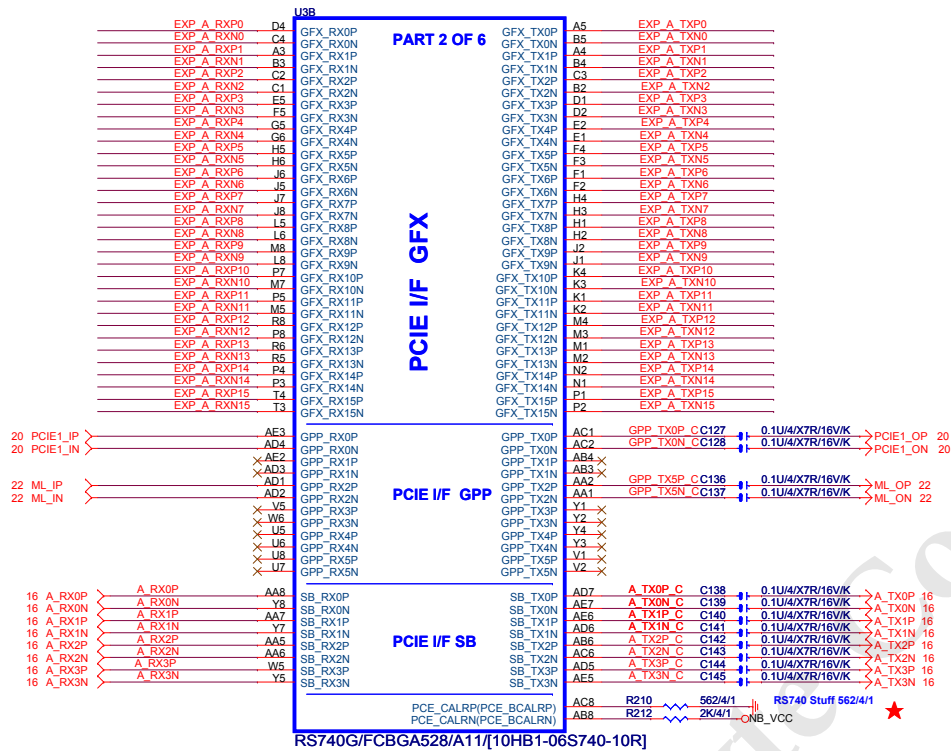 U3B
PART 2 OF 6
EXP_A_RXP0 D4 GFX_RX0P GFX_TX0P A5 EXP_A_TXP0
EXP_A_RXN0 C4 GFX_RX0N GFX_TX0N B5 EXP_A_TXN0
EXP_A_RXP1 A3 GFX_RX1P GFX_TX1P A4 EXP_A_TXP1
EXP_A_RXN1 B3 GFX_RX1N GFX_TX1N B4 EXP_A_TXN1
EXP_A_RXP2 C2 GFX_RX2P GFX_TX2P C3 EXP_A_TXP2
EXP_A_RXN2 C1 GFX_RX2N GFX_TX2N B2 EXP_A_TXN2
EXP_A_RXP3 E5 GFX_RX3P GFX_TX3P D1 EXP_A_TXP3
EXP_A_RXN3 F5 GFX_RX3N GFX_TX3N D2 EXP_A_TXN3
EXP_A_RXP4 G5 GFX_RX4P GFX_TX4P E2 EXP_A_TXP4
EXP_A_RXN4 G6 GFX_RX4N GFX_TX4N E1 EXP_A_TXN4
EXP_A_RXP5 H5 GFX_RX5P GFX_TX5P F4 EXP_A_TXP5
EXP_A_RXN5 H6 GFX_RX5N GFX_TX5N F3 EXP_A_TXN5
EXP_A_RXP6 J6 GFX_RX6P GFX_TX6P F1 EXP_A_TXP6
EXP_A_RXN6 J5 GFX_RX6N GFX_TX6N F2 EXP_A_TXN6
EXP_A_RXP7 J7 GFX_RX7P GFX_TX7P H4 EXP_A_TXP7
EXP_A_RXN7 J8 GFX_RX7N GFX_TX7N H3 EXP_A_TXN7
EXP_A_RXP8 L5 GFX_RX8P GFX_TX8P H1 EXP_A_TXP8
EXP_A_RXN8 L6 GFX_RX8N GFX_TX8N H2 EXP_A_TXN8
EXP_A_RXP9 M8 GFX_RX9P GFX_TX9P J2 EXP_A_TXP9
EXP_A_RXN9 L8 GFX_RX9N GFX_TX9N J1 EXP_A_TXN9
EXP_A_RXP10 P7 GFX_RX10P GFX_TX10P K4 EXP_A_TXP10
EXP_A_RXN10 M7 GFX_RX10N GFX_TX10N K3 EXP_A_TXN10
EXP_A_RXP11 P5 GFX_RX11P GFX_TX11P K1 EXP_A_TXP11
EXP_A_RXN11 M5 GFX_RX11N GFX_TX11N K2 EXP_A_TXN11
EXP_A_RXP12 R8 GFX_RX12P GFX_TX12P M4 EXP_A_TXP12
EXP_A_RXN12 P8 GFX_RX12N GFX_TX12N M3 EXP_A_TXN12
EXP_A_RXP13 R6 GFX_RX13P GFX_TX13P M1 EXP_A_TXP13
EXP_A_RXN13 R5 GFX_RX13N GFX_TX13N M2 EXP_A_TXN13
EXP_A_RXP14 P4 GFX_RX14P GFX_TX14P N2 EXP_A_TXP14
EXP_A_RXN14 P3 GFX_RX14N GFX_TX14N N1 EXP_A_TXN14
EXP_A_RXP15 T4 GFX_RX15P GFX_TX15P P1 EXP_A_TXP15
EXP_A_RXN15 T3 GFX_RX15N GFX_TX15N P2 EXP_A_TXN15
PCIE I/F GFX
20 PCIE1_IP AE3 GPP_RX0P GPP_TX0P AC1 GPP_TX0P_C C127 0.1U/4/X7R/16V/K PCIE1_OP 20
20 PCIE1_IN AD4 GPP_RX0N GPP_TX0N AC2 GPP_TX0N_C C128 0.1U/4/X7R/16V/K PCIE1_ON 20
AE2 GPP_RX1P GPP_TX1P AB4
AD3 GPP_RX1N GPP_TX1N AB3
22 ML_IP AD1 GPP_RX2P GPP_TX2P AA2 GPP_TX5P_C C136 0.1U/4/X7R/16V/K ML_OP 22
22 ML_IN AD2 GPP_RX2N GPP_TX2N AA1 GPP_TX5N_C C137 0.1U/4/X7R/16V/K ML_ON 22
PCIE I/F GPP
V5 GPP_RX3P GPP_TX3P Y1
W6 GPP_RX3N GPP_TX3N Y2
U5 GPP_RX4P GPP_TX4P Y4
U6 GPP_RX4N GPP_TX4N Y3
U8 GPP_RX5P GPP_TX5P V1
U7 GPP_RX5N GPP_TX5N V2
16 A_RX0P A_RX0P AA8 SB_RX0P SB_TX0P AD7 A_TX0P_C C138 0.1U/4/X7R/16V/K A_TX0P 16
16 A_RX0N A_RX0N Y8 SB_RX0N SB_TX0N AE7 A_TX0N_C C139 0.1U/4/X7R/16V/K A_TX0N 16
16 A_RX1P A_RX1P AA7 SB_RX1P SB_TX1P AE6 A_TX1P_C C140 0.1U/4/X7R/16V/K A_TX1P 16
16 A_RX1N A_RX1N Y7 SB_RX1N SB_TX1N AD6 A_TX1N_C C141 0.1U/4/X7R/16V/K A_TX1N 16
16 A_RX2P A_RX2P AA5 SB_RX2P SB_TX2P AB6 A_TX2P_C C142 0.1U/4/X7R/16V/K A_TX2P 16
16 A_RX2N A_RX2N AA6 SB_RX2N SB_TX2N AC6 A_TX2N_C C143 0.1U/4/X7R/16V/K A_TX2N 16
16 A_RX3P A_RX3P W5 SB_RX3P SB_TX3P AD5 A_TX3P_C C144 0.1U/4/X7R/16V/K A_TX3P 16
16 A_RX3N A_RX3N Y5 SB_RX3N SB_TX3N AE5 A_TX3N_C C145 0.1U/4/X7R/16V/K A_TX3N 16
PCIE I/F SB
PCE_CALRP(PCE_BCALRP) AC8 R210 562/4/1 RS740 Stuff 562/4/1
PCE_CALRN(PCE_BCALRN) AB8 R212 2K/4/1 NB_VCC
RS740G/FCBGA528/A11/[10HB1-06S740-10R]